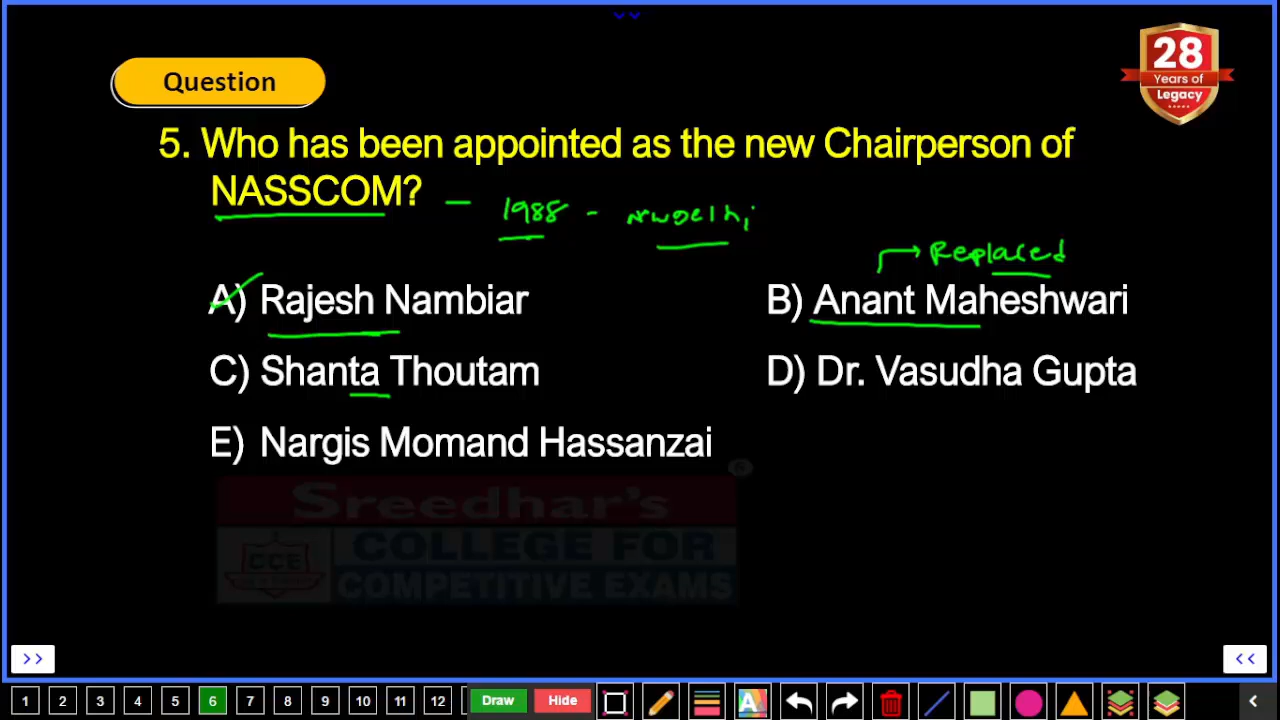 28
Years of
Legacy
Question
5. Who has been appointed as the new Chairperson of
NASSCOM? - 1988 - NwDelhi
Replaced
A) Rajesh Nambiar B) Anant Maheshwari
C) Shanta Thoutam D) Dr. Vasudha Gupta
E) Nargis Momand Hassanzai
Sreedhar's
CCE
COLLEGE FOR
COMPETITIVE EXAMS
>> <<
1 2 3 4 5 6 7 8 9 10 11 12 Draw Hide A